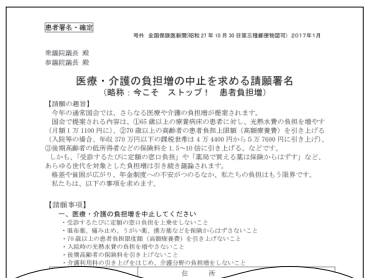 患者署名・確定
号外 全国保険医新聞(昭和27年10月30日第三種郵便物認可) 2017年1月
衆議院議長 殿
参議院議長 殿
医療・介護の負担増の中止を求める請願署名
(略称：今こそ ストップ！ 患者負担増)
【請願の趣旨】
今年の通常国会では、さらなる医療や介護の負担増が提案されます。
国会で提案される内容は、①65歳以上の療養病床の患者に対し、光熱水費の負担を増やす
(月額1万1100円に)、②70歳以上の高齢者の患者負担上限額（高額療養費）を引き上げる
(入院等の場合、年収370万円以下の課税世帯は4万4400円から5万7600円に引き上げ)、
③後期高齢者の低所得者などの保険料を1.5～10倍に引き上げる、などです。
しかも、「受診するたびに定額の窓口負担」や「薬局で買える薬は保険からはずす」など、
あらゆる世代を対象とした負担増は引き続き議論されます。
格差や貧困が広がり、年金削減への不安がつのるなか、私たちの負担はもう限界です。
私たちは、以下の事項を求めます。
【請願事項】
一、医療・介護の負担増を中止してください
・受診するたびに定額の窓口負担を上乗せしないこと
・湿布薬、痛み止め、うがい薬、漢方薬などを保険からはずさないこと
・70歳以上の患者負担限度額（高額療養費）を引き上げないこと
・入院時の光熱水費の負担を増やさないこと
・後期高齢者の保険料を引き上げないこと
・介護利用料の引き上げをはじめ、介護分野の負担増をしないこと
住 所